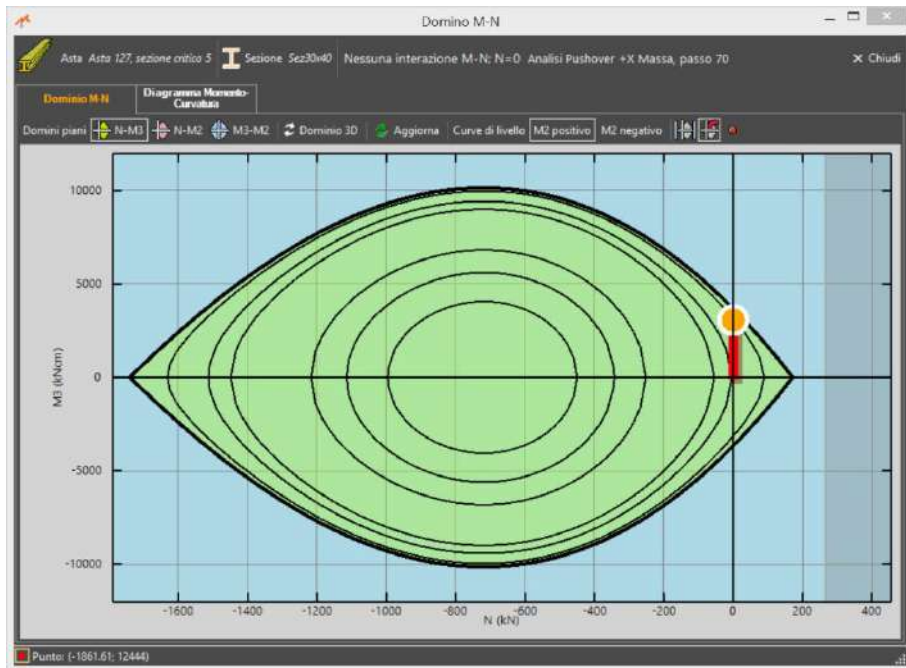 Domino M-N
Asta Asta 127, sezione critico 5 Sezione Sez30x40 Nessuna interazione M-N: N=0 Analisi Pushover +X Massa, passo 70 × Chiudi
Dominio M-N Diagramma Momento-
Curvatura
Domini piani N-M3 N-M2 M3-M2 Dominio 3D Aggiorna Curve di livello M2 positivo M2 negativo
10000
5000
0
-5000
-10000
M3 (kNcm)
-1600 -1400 -1200 -1000 -800 -600 -400 -200 0 200 400
N (kN)
Punto: (-1861.61; 12444)